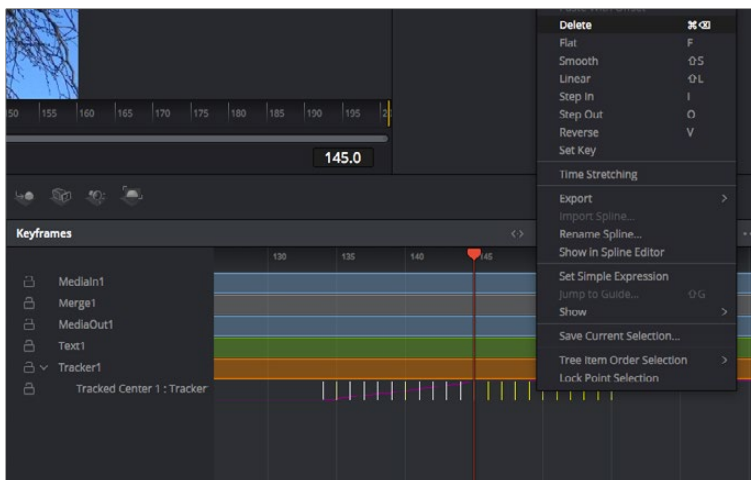 Delete ⌘⌫
Flat F
Smooth ⇧S
Linear ⇧L
Step In I
Step Out O
Reverse V
Set Key
Time Stretching
Export >
Import Spline...
Rename Spline...
Show in Spline Editor
Set Simple Expression
Jump to Guide... ⇧G
Show >
Save Current Selection...
Tree Item Order Selection >
Lock Point Selection
155 160 165 170 175 180 185 190 195
145.0
Keyframes
130 135 140 145
MediaIn1
Merge1
MediaOut1
Text1
Tracker1
Tracked Center 1 : Tracker